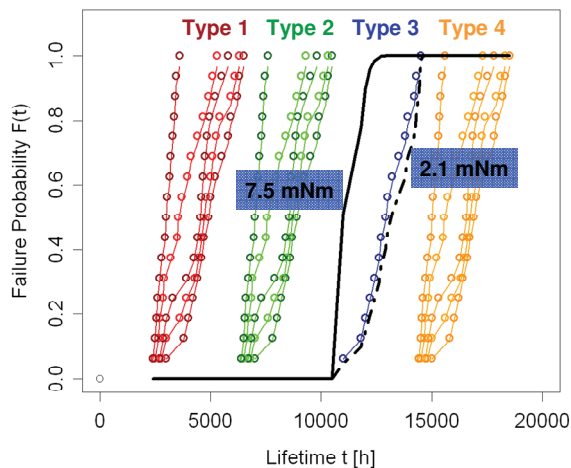 Type 1 Type 2 Type 3 Type 4
1.0
0.8
0.6
0.4
0.2
0.0
Failure Probability F(t)
7.5 mNm
2.1 mNm
0 5000 10000 15000 20000
Lifetime t [h]